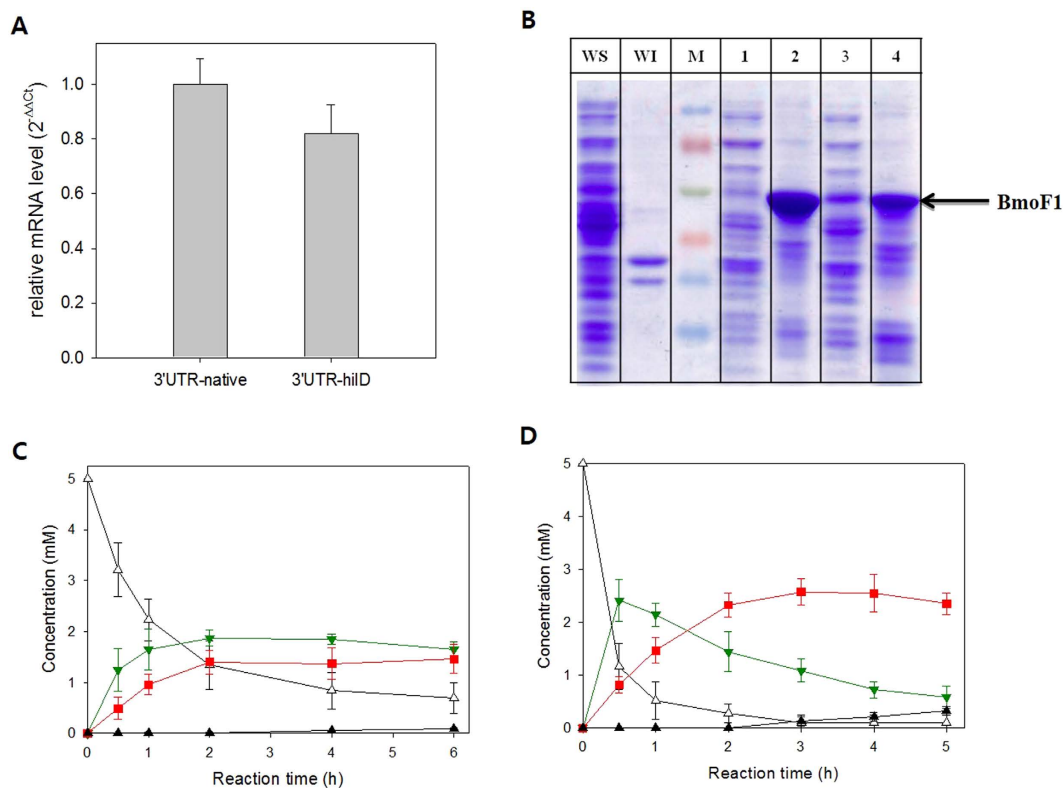 A
relative mRNA level (2-ΔΔCt)
1.0
0.8
0.6
0.4
0.2
0.0
3'UTR-native 3'UTR-hilD
B
WS WI M 1 2 3 4
BmoF1
C
Concentration (mM)
5
4
3
2
1
0
0 1 2 3 4 5 6
Reaction time (h)
D
Concentration (mM)
5
4
3
2
1
0
0 1 2 3 4 5
Reaction time (h)